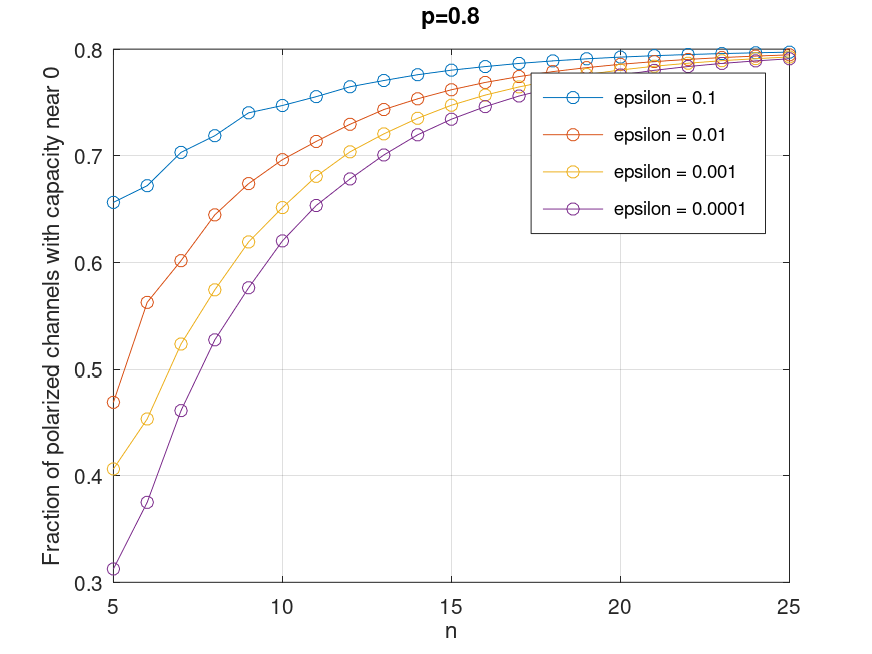 p=0.8
Fraction of polarized channels with capacity near 0
0.8
0.7
0.6
0.5
0.4
0.3
epsilon = 0.1
epsilon = 0.01
epsilon = 0.001
epsilon = 0.0001
5 10 15 20 25
n